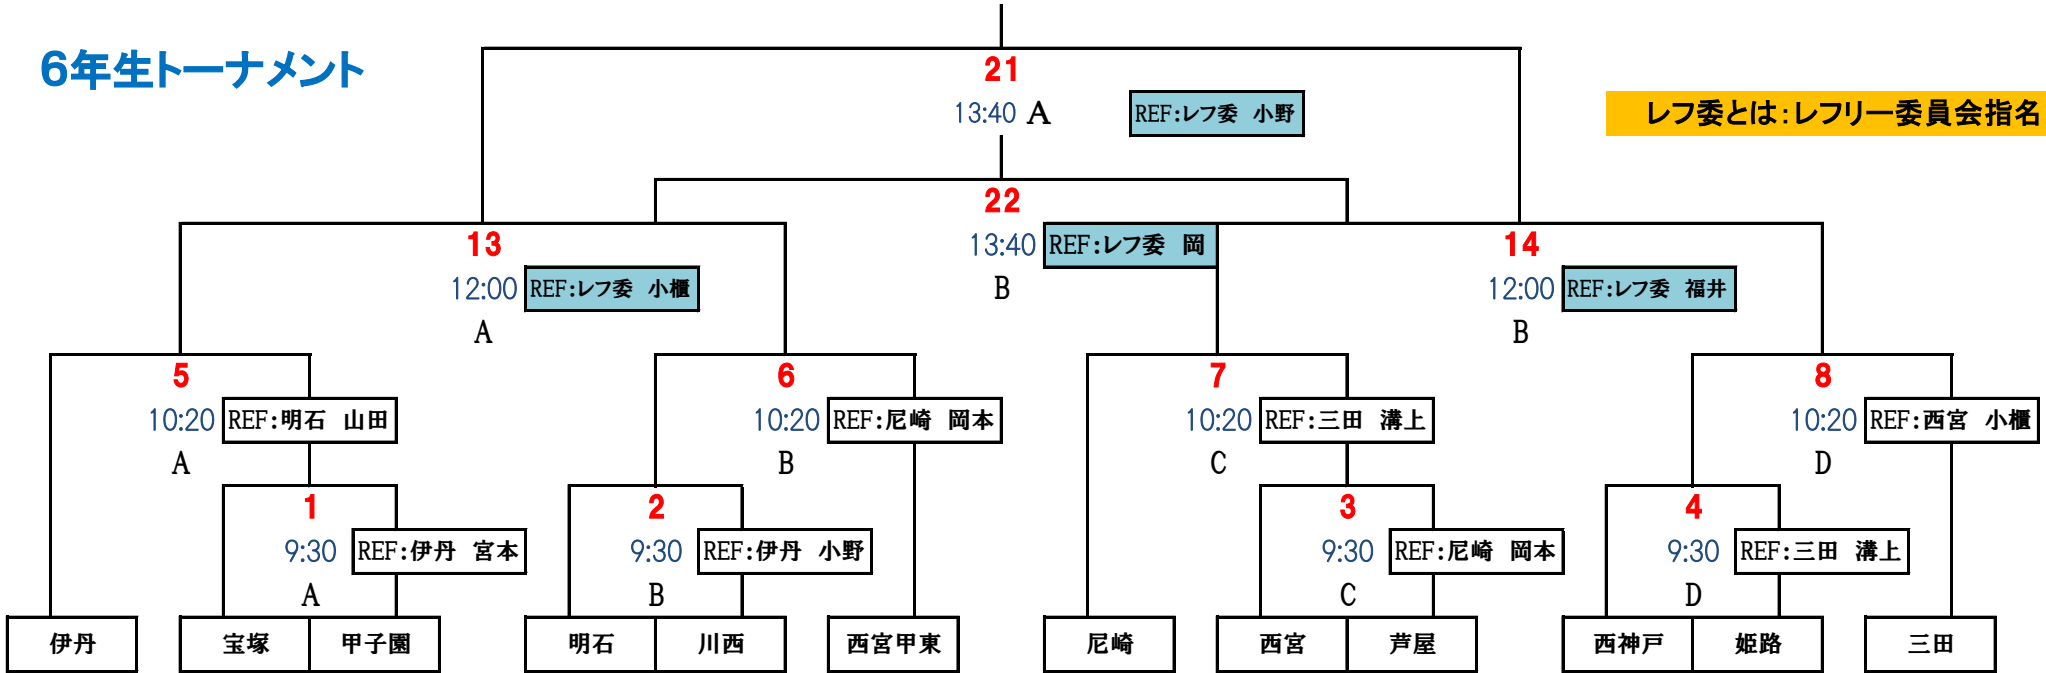 6年生トーナメント
21
13:40 A REF:レフ委 小野
レフ委とは:レフリー委員会指名
22
13:40 REF:レフ委 岡
B
13
12:00 REF:レフ委 小櫃
A
14
12:00 REF:レフ委 福井
B
5
10:20 REF:明石 山田
A
6
10:20 REF:尼崎 岡本
B
7
10:20 REF:三田 溝上
C
8
10:20 REF:西宮 小櫃
D
1
9:30 REF:伊丹 宮本
A
2
9:30 REF:伊丹 小野
B
3
9:30 REF:尼崎 岡本
C
4
9:30 REF:三田 溝上
D
伊丹 宝塚 甲子園 明石 川西 西宮甲東 尼崎 西宮 芦屋 西神戸 姫路 三田